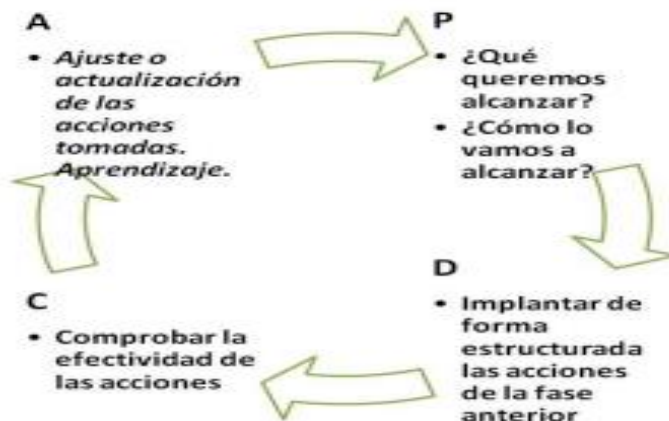 A
• Ajuste o
actualización
de las
acciones
tomadas.
Aprendizaje.
P
• ¿Qué
queremos
alcanzar?
• ¿Cómo lo
vamos a
alcanzar?
D
• Implantar de
forma
estructurada
las acciones
de la fase
anterior
C
• Comprobar la
efectividad de
las acciones